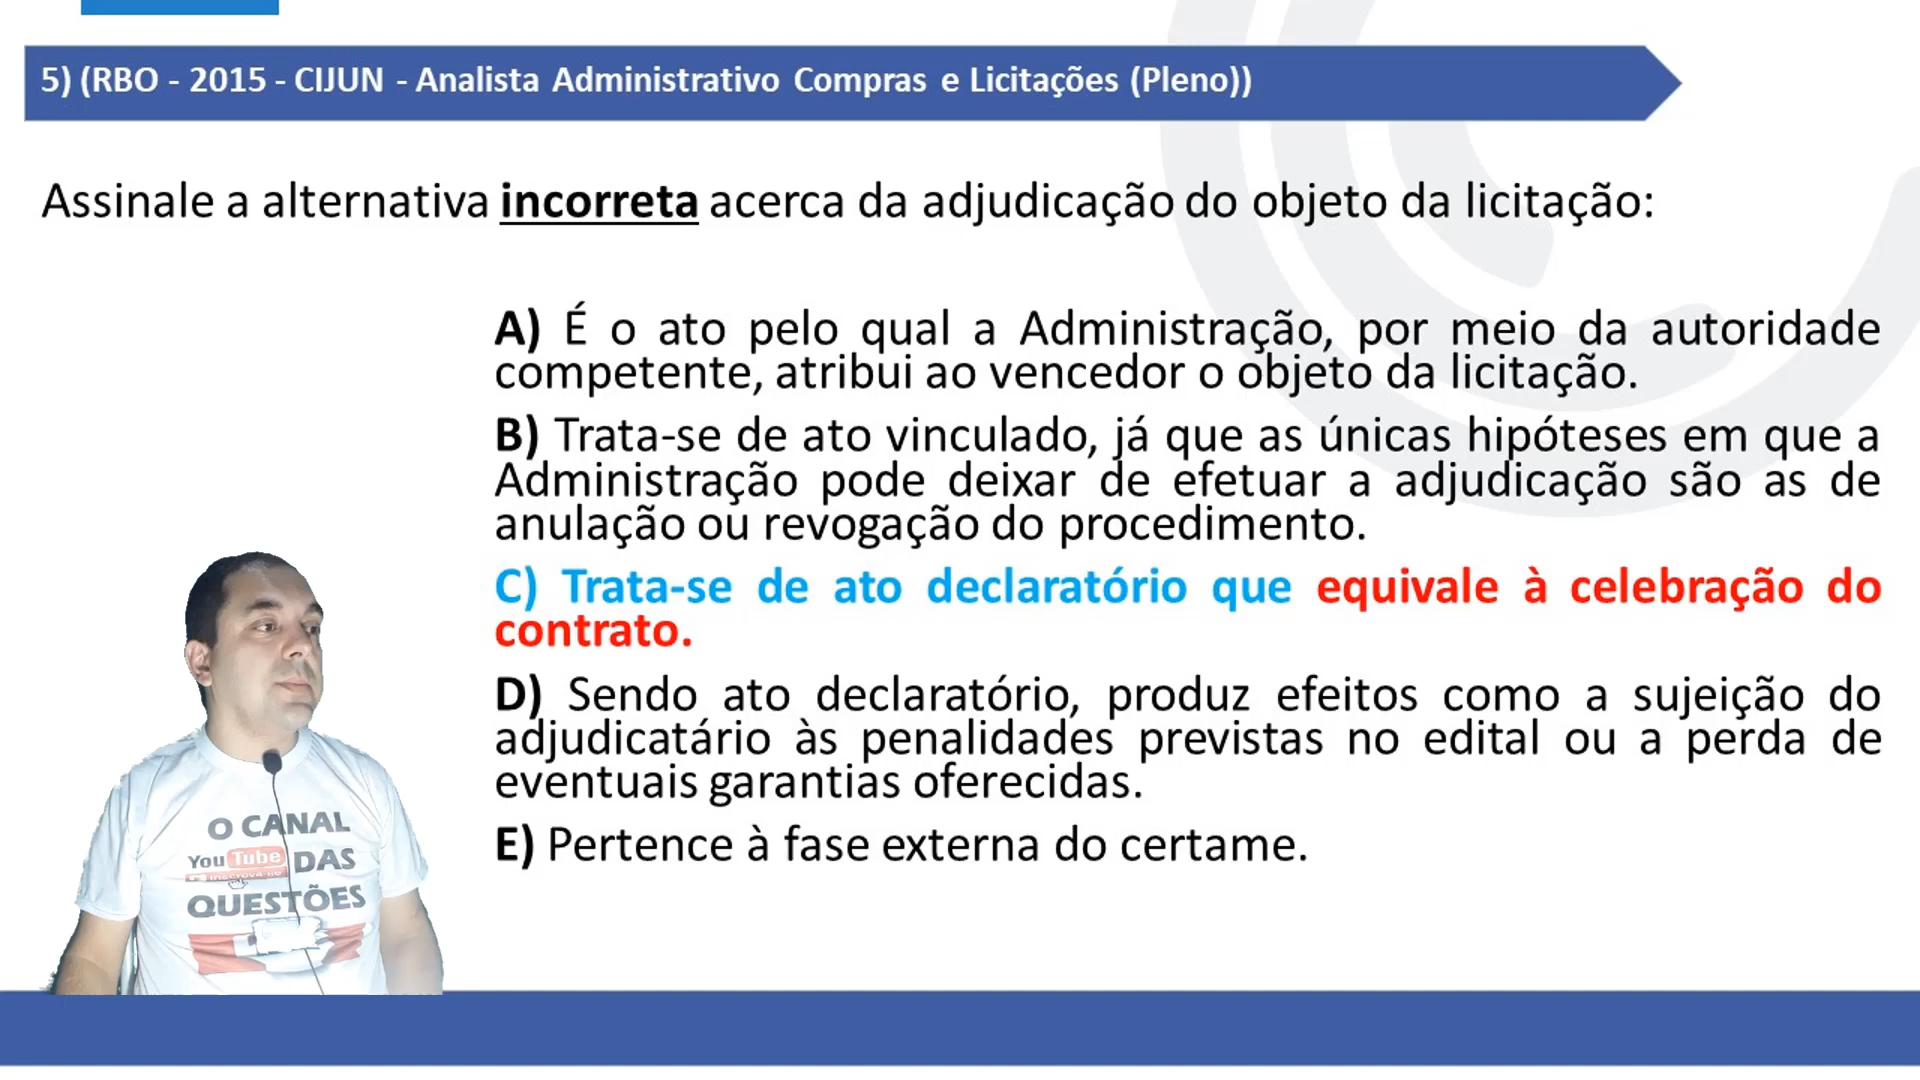 5) (RBO - 2015 - CIJUN - Analista Administrativo Compras e Licitações (Pleno))
Assinale a alternativa incorreta acerca da adjudicação do objeto da licitação:
A) É o ato pelo qual a Administração, por meio da autoridade
competente, atribui ao vencedor o objeto da licitação.
B) Trata-se de ato vinculado, já que as únicas hipóteses em que a
Administração pode deixar de efetuar a adjudicação são as de
anulação ou revogação do procedimento.
C) Trata-se de ato declaratório que equivale à celebração do
contrato.
D) Sendo ato declaratório, produz efeitos como a sujeição do
adjudicatário às penalidades previstas no edital ou a perda de
eventuais garantias oferecidas.
E) Pertence à fase externa do certame.
O CANAL
YouTube DAS
QUESTÕES